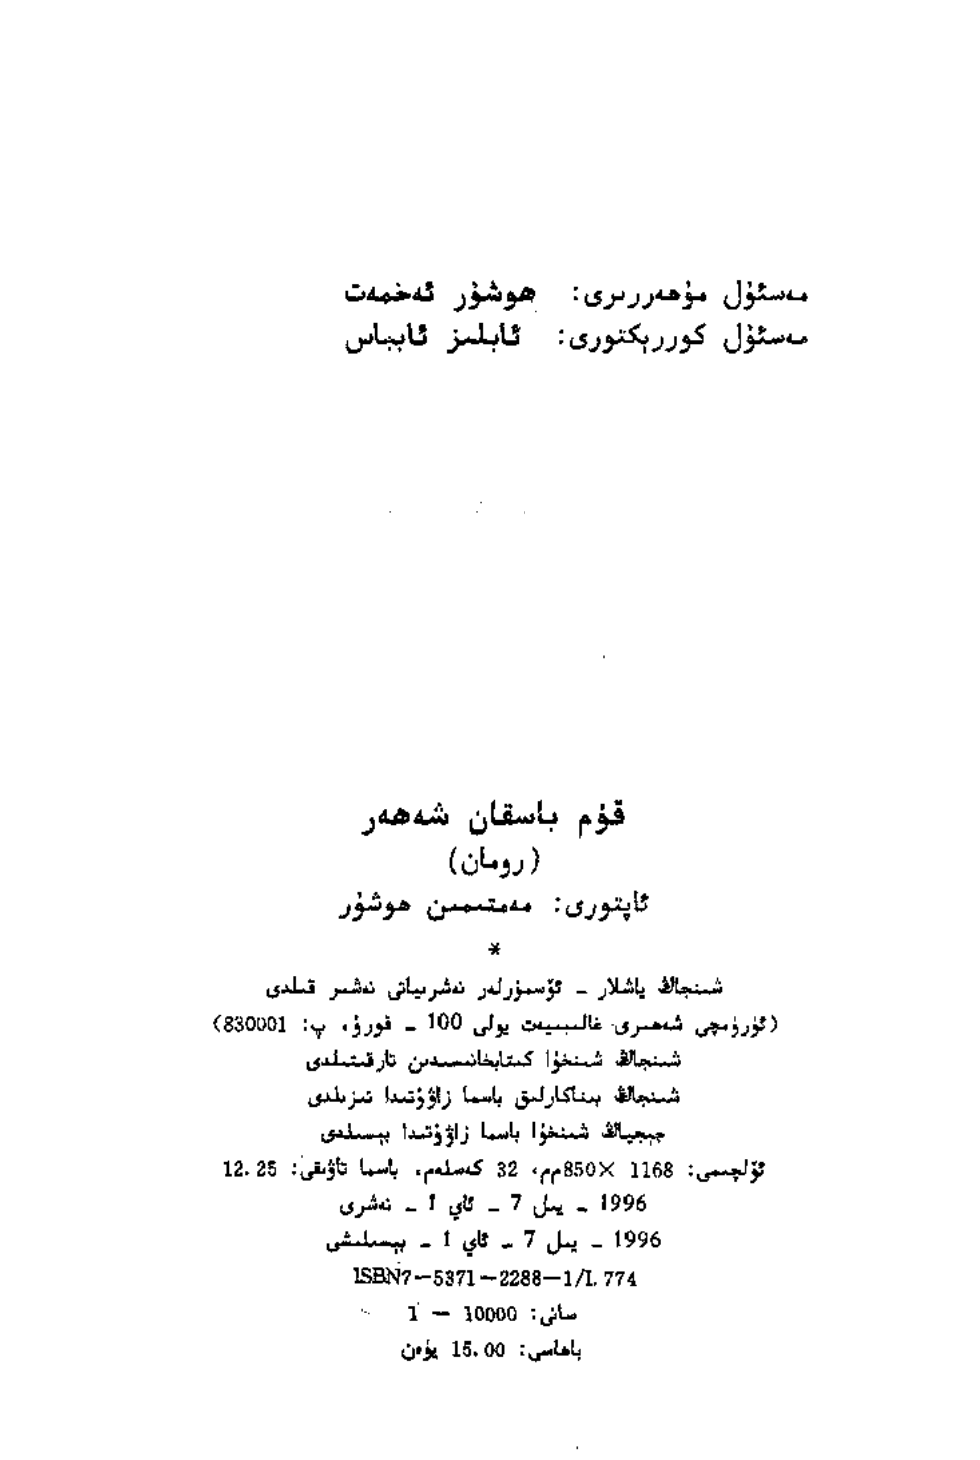 مەسئۇل مۇھەررىرى: ھوشۇر ئەخمەت
مەسئۇل كوررېكتورى: ئابلىز ئابباس
قۇم باسقان شەھەر
(رومان)
ئاپتورى: مەمتىمىن ھوشۇر
*
شىنجاڭ ياشلار ـ ئۆسمۈرلەر نەشرىياتى نەشىر قىلدى
(ئۈرۈمچى شەھىرى غالىبىيەت يولى 100 ـ قورۇ، پ: 830001)
شىنجاڭ شىنخۇا كىتابخانىسىدىن تارقىتىلدى
شىنجاڭ بىناكارلىق باسما زاۋۇتىدا تىزىلدى
جېجياڭ شىنخۇا باسما زاۋۇتىدا بېسىلدى
ئۆلچىمى: 1168 ×850مم، 32 كەسلەم، باسما تاۋىقى: 12.25
1996 ـ يىل 7 ـ ئاي 1 ـ نەشرى
1996 ـ يىل 7 ـ ئاي 1 ـ بېسىلىشى
ISBN7—5371—2288—1/I.774
سانى: 10000 — 1
باھاسى: 15.00 يۈەن